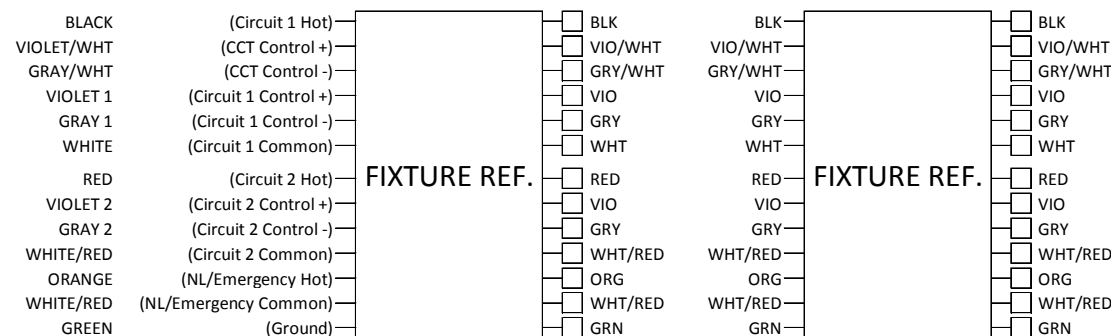 BLACK (Circuit 1 Hot) BLK BLK BLK
VIOLET/WHT (CCT Control +) VIO/WHT VIO/WHT VIO/WHT
GRAY/WHT (CCT Control -) GRY/WHT GRY/WHT GRY/WHT
VIOLET 1 (Circuit 1 Control +) VIO VIO VIO
GRAY 1 (Circuit 1 Control -) GRY GRY GRY
WHITE (Circuit 1 Common) WHT WHT WHT
RED (Circuit 2 Hot) FIXTURE REF. RED RED FIXTURE REF. RED
VIOLET 2 (Circuit 2 Control +) VIO VIO VIO
GRAY 2 (Circuit 2 Control -) GRY GRY GRY
WHITE/RED (Circuit 2 Common) WHT/RED WHT/RED WHT/RED
ORANGE (NL/Emergency Hot) ORG ORG ORG
WHITE/RED (NL/Emergency Common) WHT/RED WHT/RED WHT/RED
GREEN (Ground) GRN GRN GRN